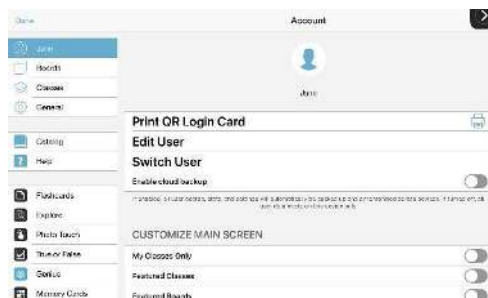 Done
Account
Jane
Boards
Classes
General
Jane
Print QR Login Card
Catalog
Edit User
Help
Switch User
Enable cloud backup
Flashcards
Explore
Photo Touch
CUSTOMIZE MAIN SCREEN
True or False
My Classes Only
Genius
Featured Classes
Memory Cards
Featured Boards